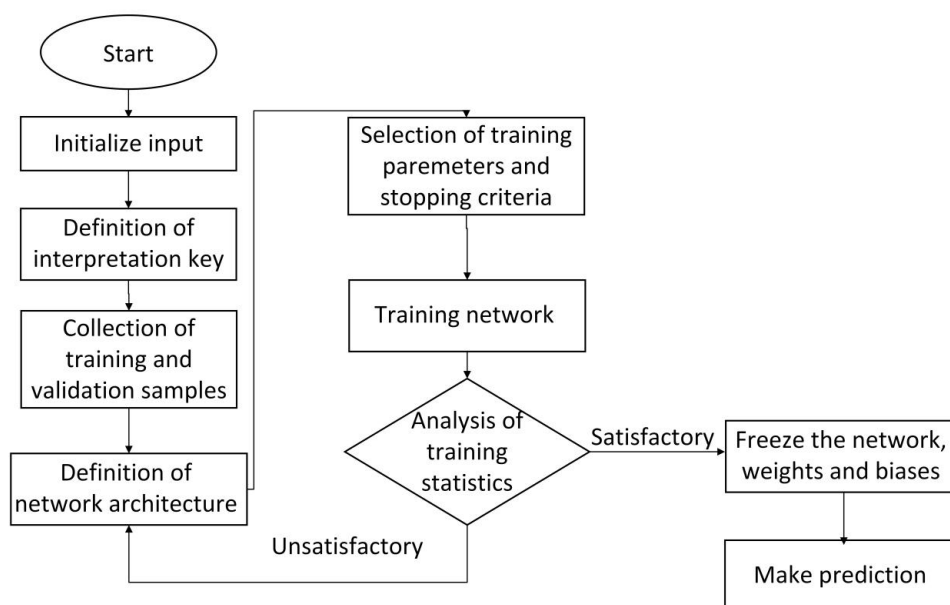 Start
Initialize input
Definition of
interpretation key
Collection of
training and
validation samples
Definition of
network architecture
Selection of training
paremeters and
stopping criteria
Training network
Analysis of
training
statistics
Satisfactory
Unsatisfactory
Freeze the network,
weights and biases
Make prediction